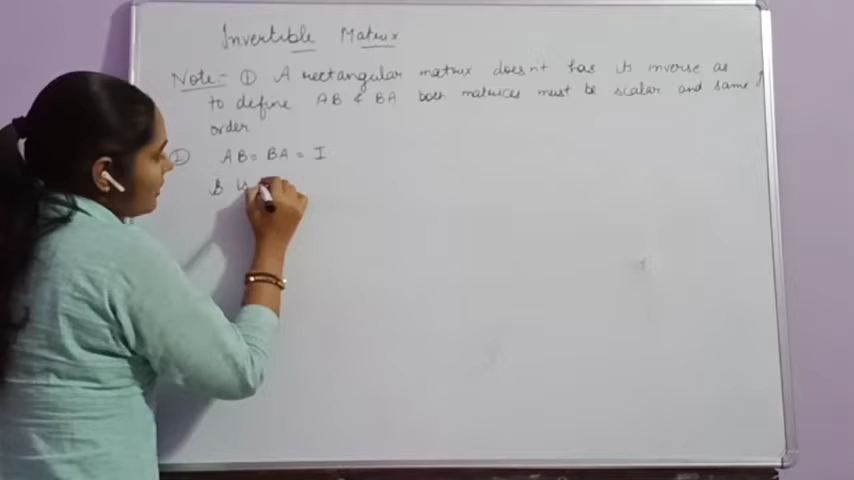 Invertible Matrix
Note:- ① A rectangular matrix doesn't has its inverse as
to define AB & BA both matrices must be scalar and same
order
② AB = BA = I
B is